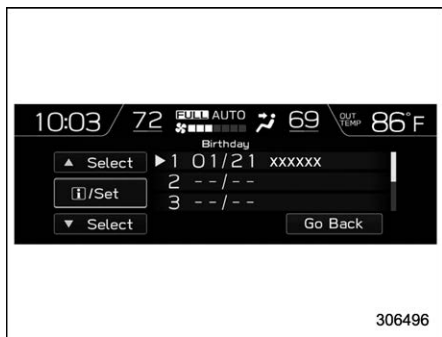 10:03 72 FULL AUTO 69 OUT TEMP 86°F
Birthday
▲ Select ▶1 01/21 xxxxxx
i/Set 2 --/--
3 --/--
▼ Select Go Back
306496